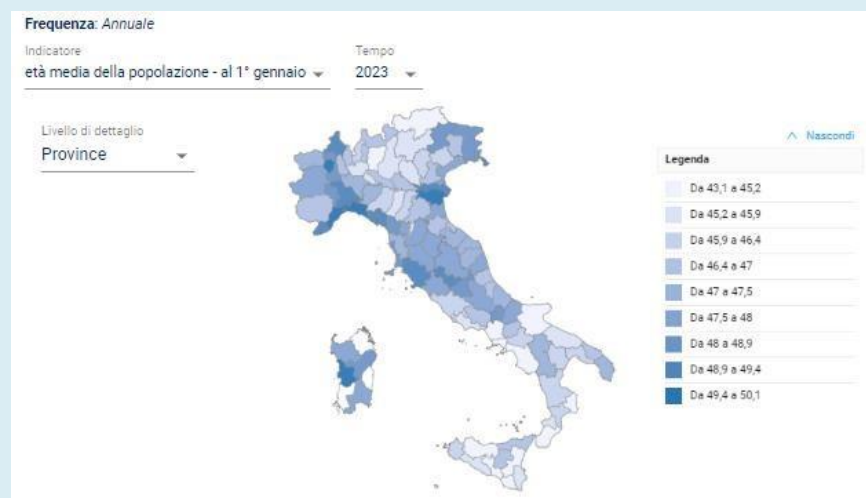 Frequenza: Annuale
Indicatore
età media della popolazione - al 1° gennaio
Tempo
2023
Livello di dettaglio
Province
Nascondi
Legenda
Da 43,1 a 45,2
Da 45,2 a 45,9
Da 45,9 a 46,4
Da 46,4 a 47
Da 47 a 47,5
Da 47,5 a 48
Da 48 a 48,9
Da 48,9 a 49,4
Da 49,4 a 50,1